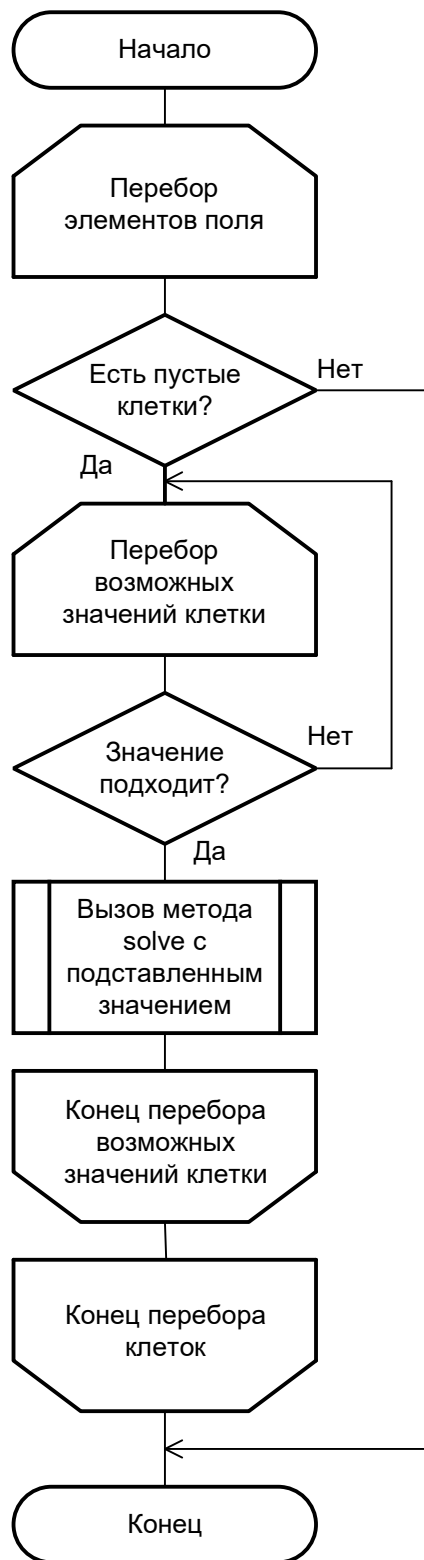 Начало
Перебор
элементов поля
Есть пустые
клетки?
Нет
Да
Перебор
возможных
значений клетки
Значение
подходит?
Нет
Да
Вызов метода
solve с
подставленным
значением
Конец перебора
возможных
значений клетки
Конец перебора
клеток
Конец